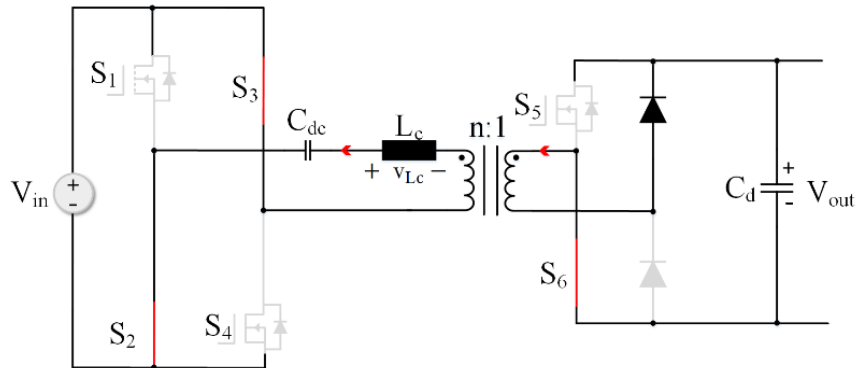 S1
S3
Cdc
Lc
n:1
S5
+ vLc −
Vin
+
-
Cd
+
-
Vout
S2
S4
S6